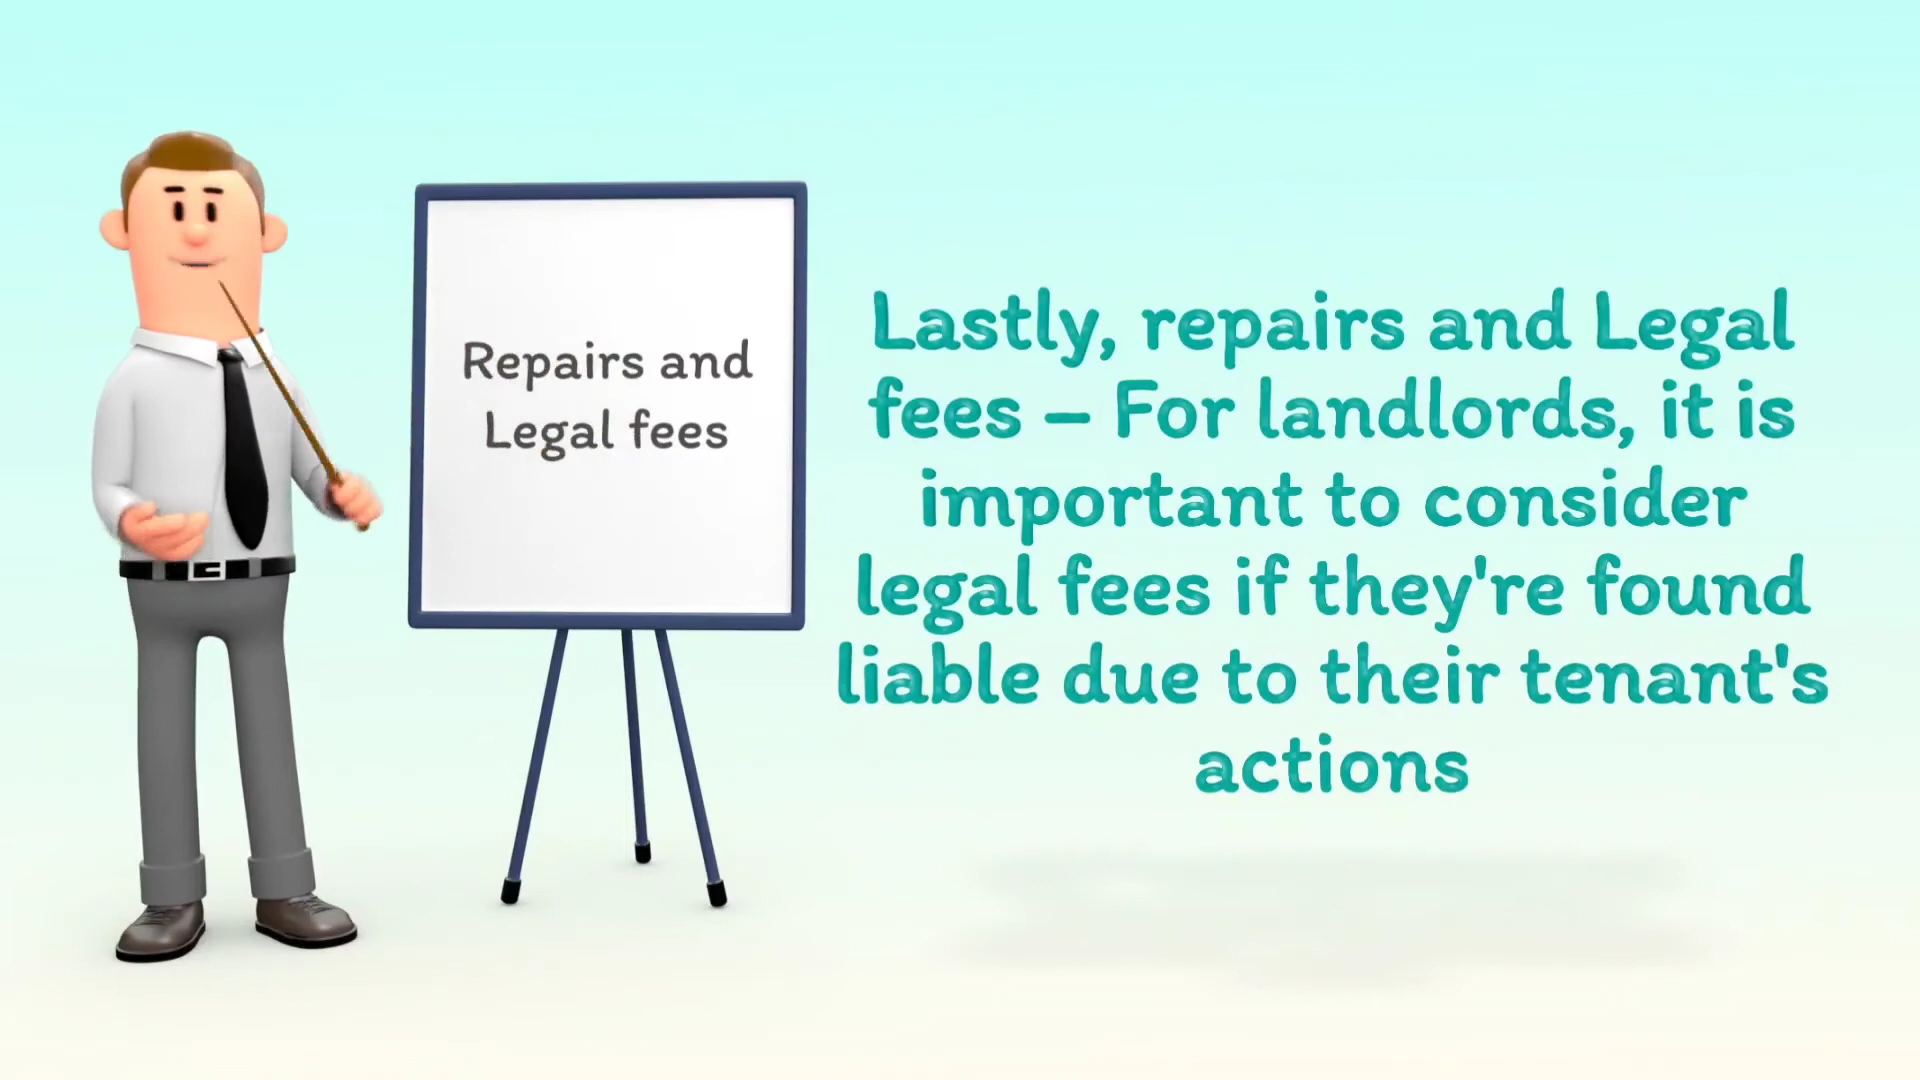 Repairs and
Legal fees
Lastly, repairs and Legal
fees – For landlords, it is
important to consider
legal fees if they're found
liable due to their tenant's
actions